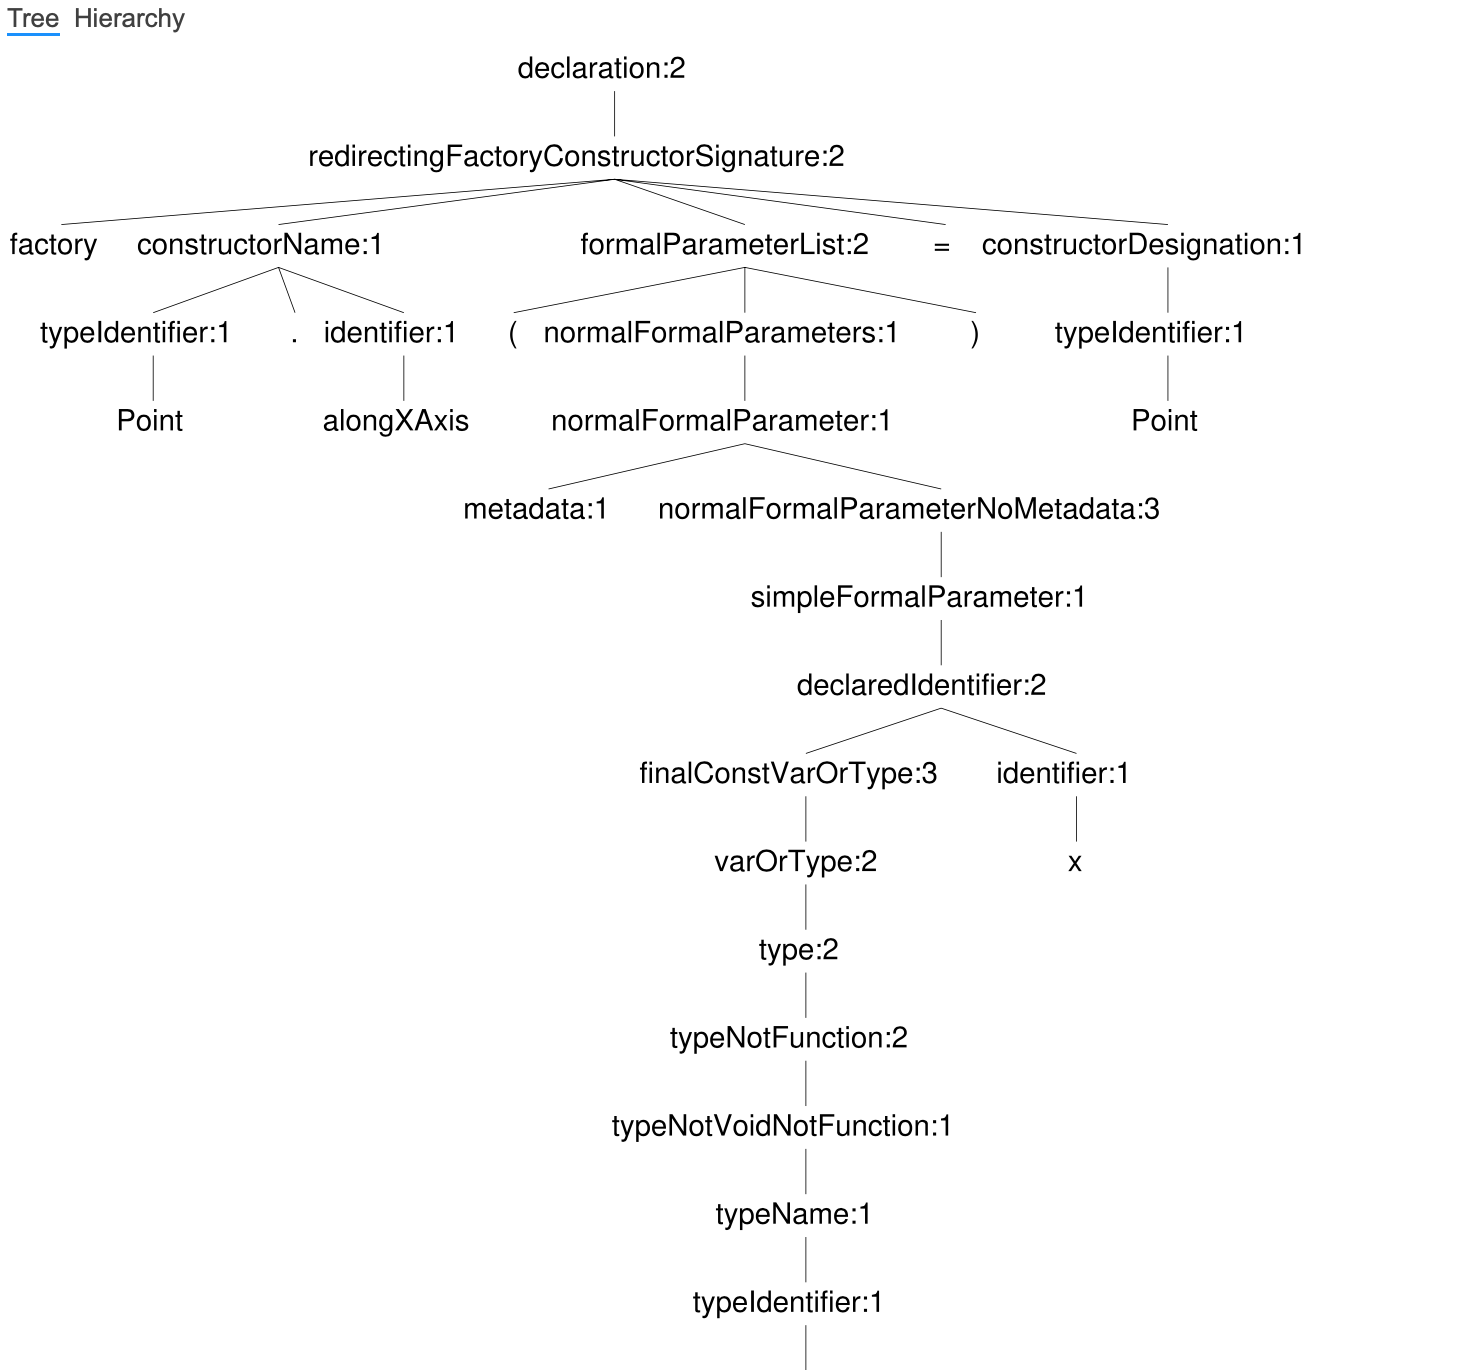 Tree Hierarchy
declaration:2
redirectingFactoryConstructorSignature:2
factory constructorName:1 formalParameterList:2 = constructorDesignation:1
typeIdentifier:1 . identifier:1 ( normalFormalParameters:1 ) typeIdentifier:1
Point alongXAxis normalFormalParameter:1 Point
metadata:1 normalFormalParameterNoMetadata:3
simpleFormalParameter:1
declaredIdentifier:2
finalConstVarOrType:3 identifier:1
varOrType:2 x
type:2
typeNotFunction:2
typeNotVoidNotFunction:1
typeName:1
typeIdentifier:1